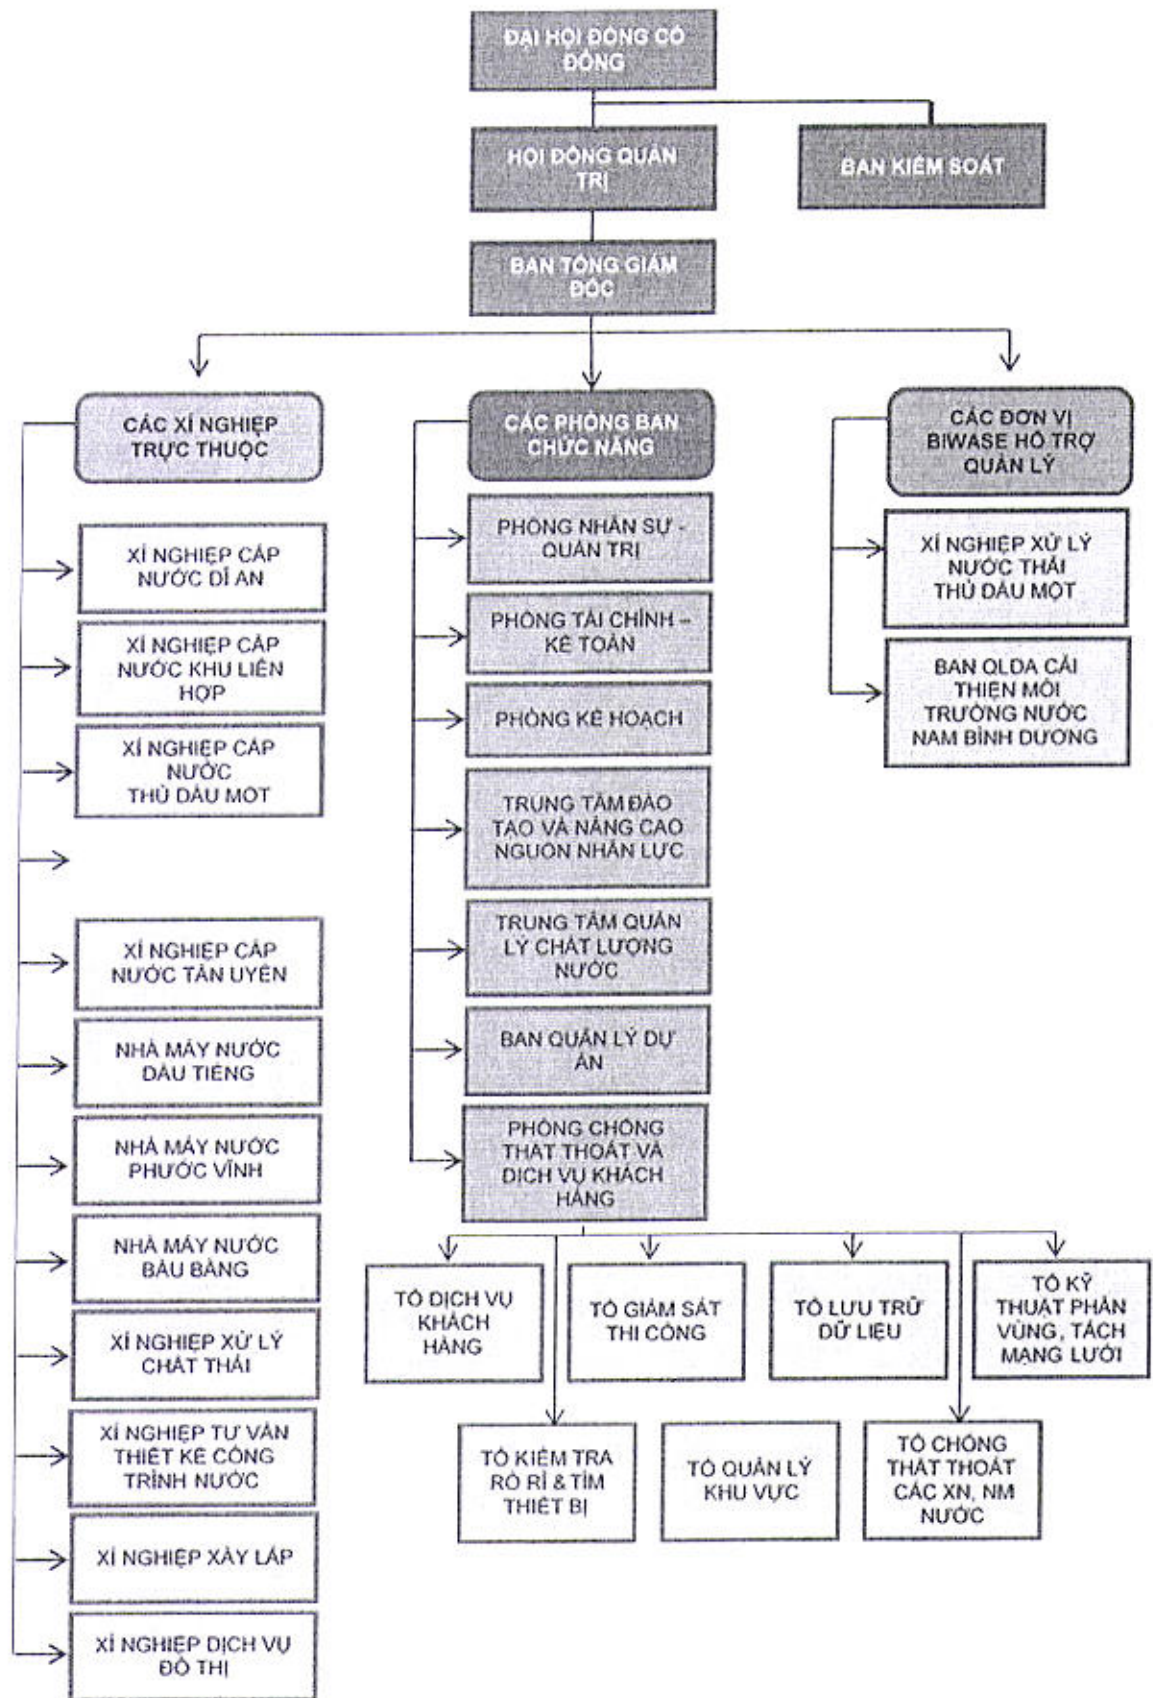 ĐẠI HỘI ĐỒNG CỔ
ĐÔNG
HỘI ĐỒNG QUẢN
TRỊ
BAN KIỂM SOÁT
BAN TỔNG GIÁM
ĐỐC
CÁC XÍ NGHIỆP
TRỰC THUỘC
XÍ NGHIỆP CẤP
NƯỚC DĨ AN
XÍ NGHIỆP CẤP
NƯỚC KHU LIÊN
HỢP
XÍ NGHIỆP CẤP
NƯỚC
THỦ DẦU MỘT
XÍ NGHIỆP CẤP
NƯỚC TÂN UYÊN
NHÀ MÁY NƯỚC
DẦU TIẾNG
NHÀ MÁY NƯỚC
PHƯỚC VĨNH
NHÀ MÁY NƯỚC
BÀU BÀNG
XÍ NGHIỆP XỬ LÝ
CHẤT THẢI
XÍ NGHIỆP TƯ VẤN
THIẾT KẾ CÔNG
TRÌNH NƯỚC
XÍ NGHIỆP XÂY LẮP
XÍ NGHIỆP DỊCH VỤ
ĐÔ THỊ
CÁC PHÒNG BAN
CHỨC NĂNG
PHÒNG NHÂN SỰ -
QUẢN TRỊ
PHÒNG TÀI CHÍNH –
KẾ TOÁN
PHÒNG KẾ HOẠCH
TRUNG TÂM ĐÀO
TẠO VÀ NÂNG CAO
NGUỒN NHÂN LỰC
TRUNG TÂM QUẢN
LÝ CHẤT LƯỢNG
NƯỚC
BAN QUẢN LÝ DỰ
ÁN
PHÒNG CHỐNG
THẤT THOÁT VÀ
DỊCH VỤ KHÁCH
HÀNG
CÁC ĐƠN VỊ
BIWASE HỖ TRỢ
QUẢN LÝ
XÍ NGHIỆP XỬ LÝ
NƯỚC THẢI
THỦ DẦU MỘT
BAN QLDA CẢI
THIỆN MÔI
TRƯỜNG NƯỚC
NAM BÌNH DƯƠNG
TỔ DỊCH VỤ
KHÁCH
HÀNG
TỔ GIÁM SÁT
THI CÔNG
TỔ LƯU TRỮ
DỮ LIỆU
TỔ KỸ
THUẬT PHÂN
VÙNG, TÁCH
MẠNG LƯỚI
TỔ KIỂM TRA
RÒ RỈ & TÌM
THIẾT BỊ
TỔ QUẢN LÝ
KHU VỰC
TỔ CHỐNG
THẤT THOÁT
CÁC XN, NM
NƯỚC